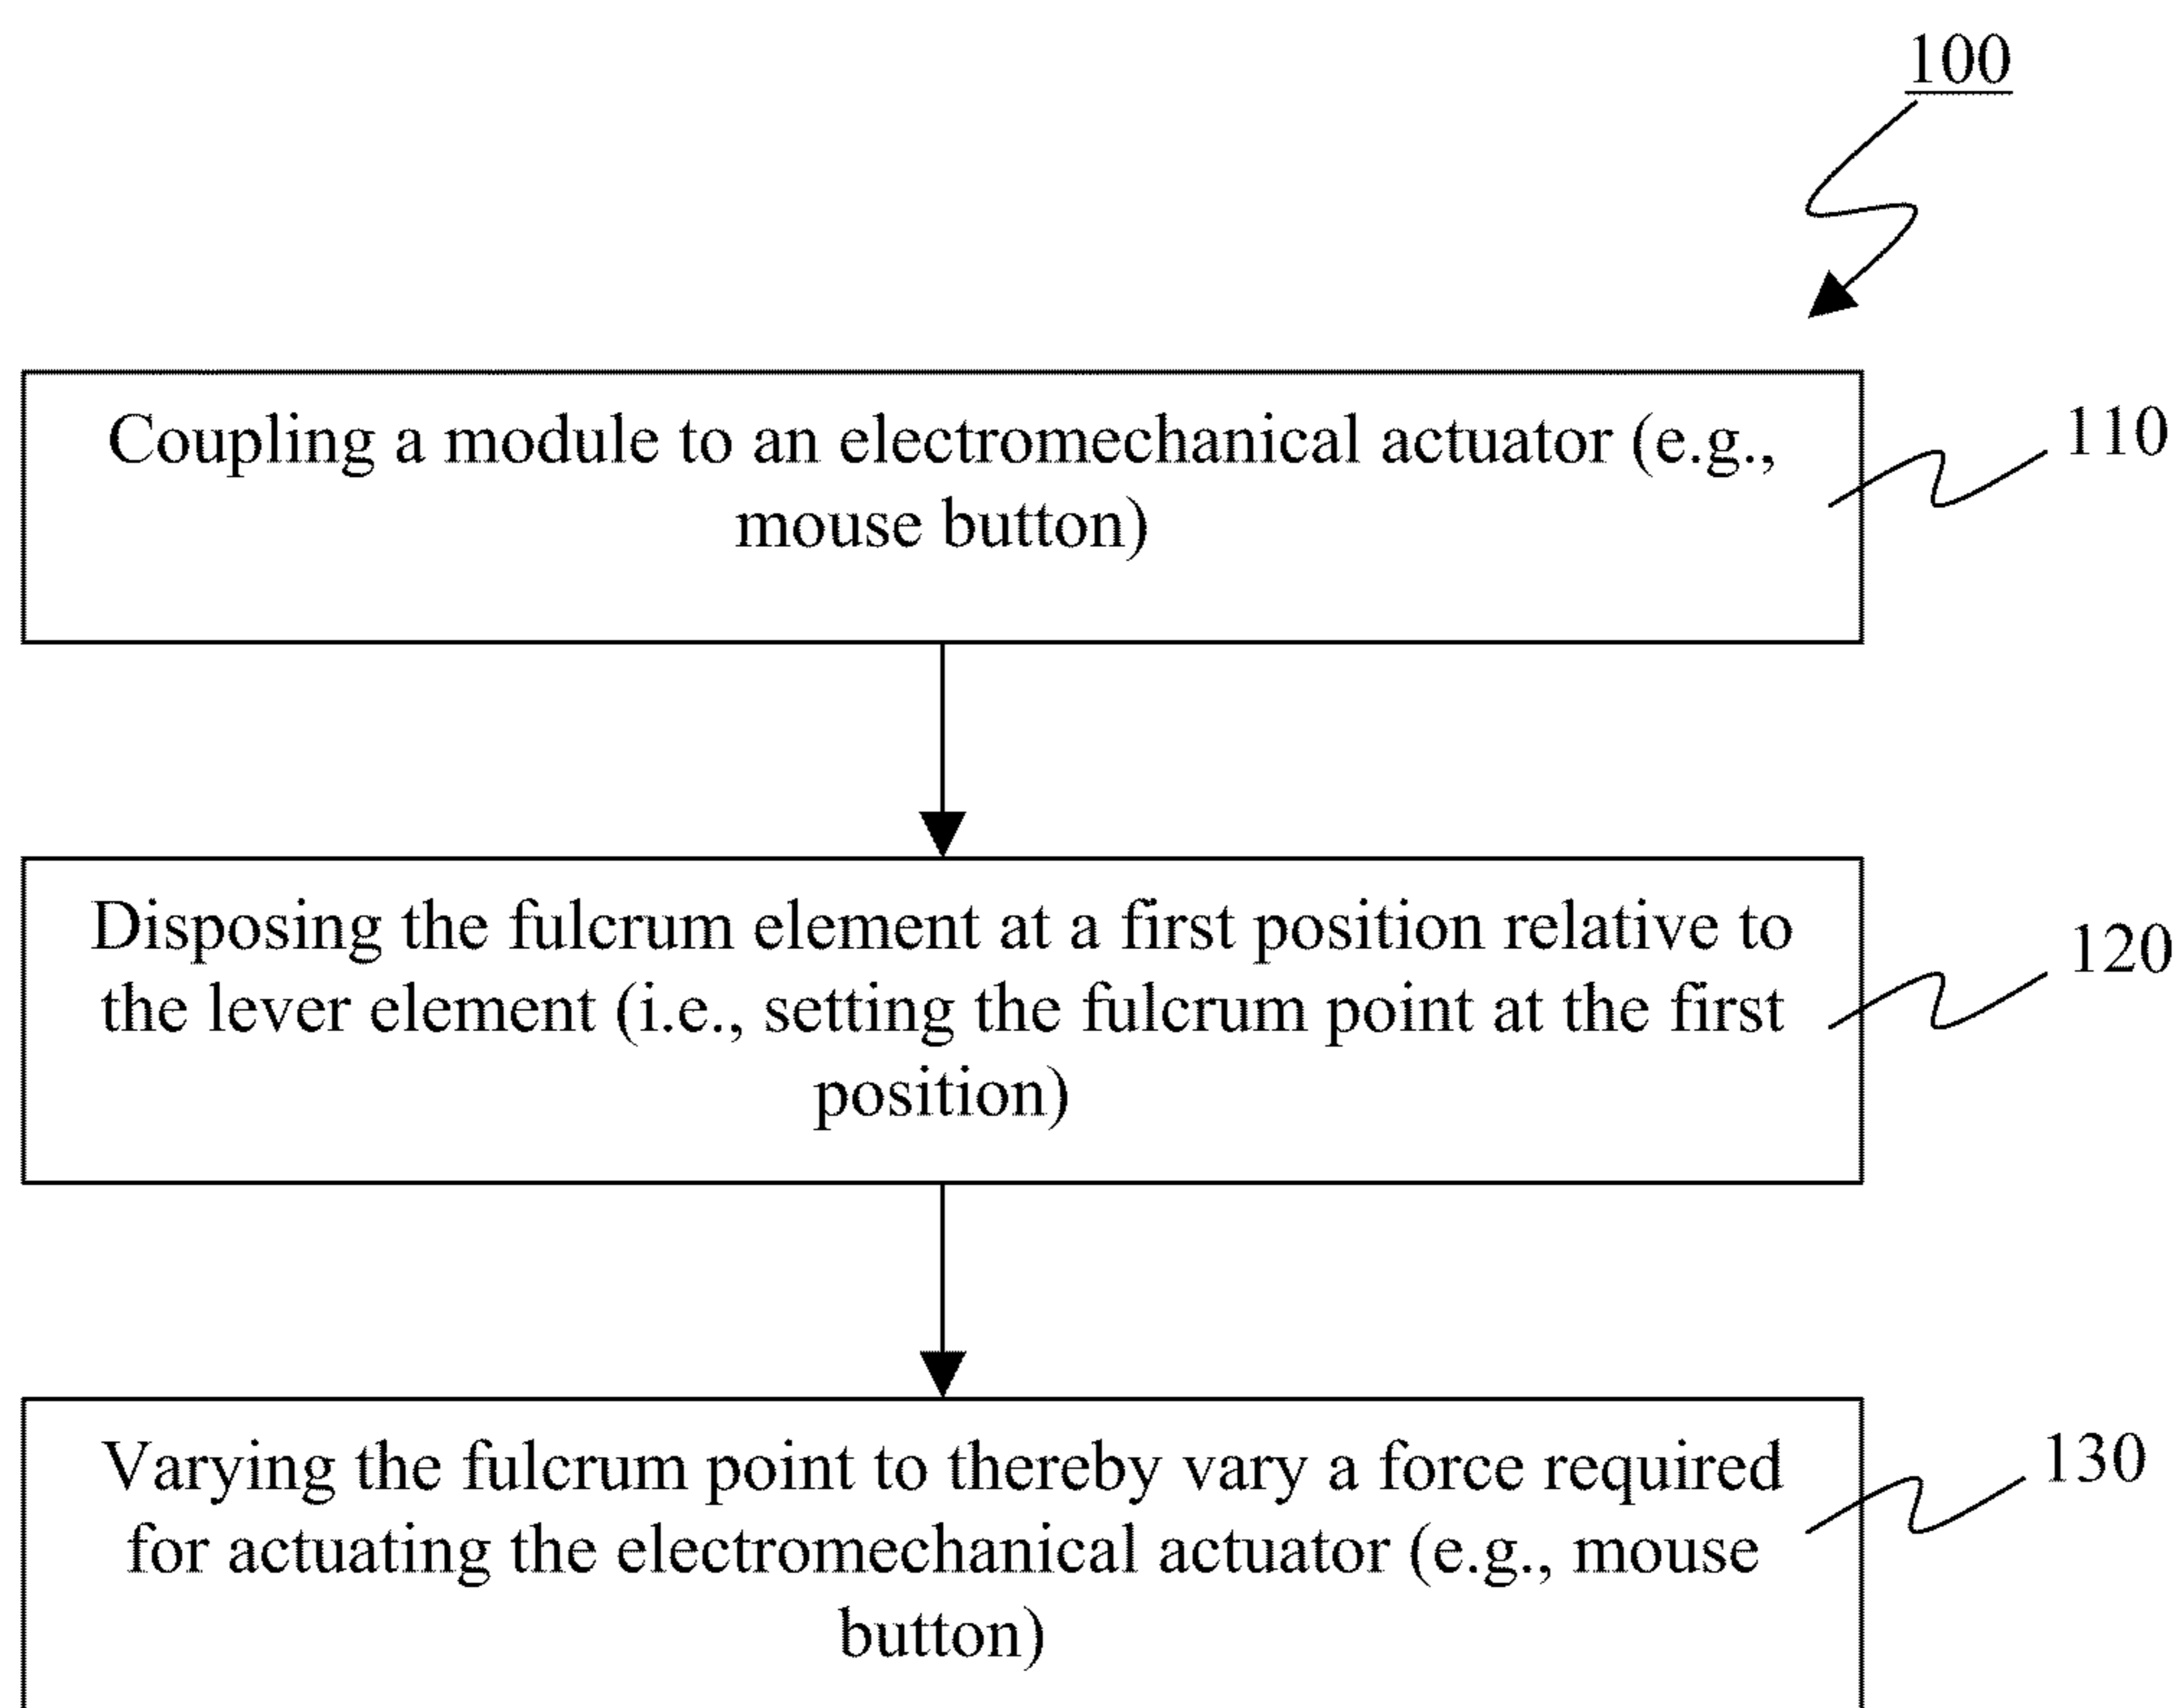 100
Coupling a module to an electromechanical actuator (e.g.,
mouse button)
110
Disposing the fulcrum element at a first position relative to
the lever element (i.e., setting the fulcrum point at the first
position)
120
Varying the fulcrum point to thereby vary a force required
for actuating the electromechanical actuator (e.g., mouse
button)
130